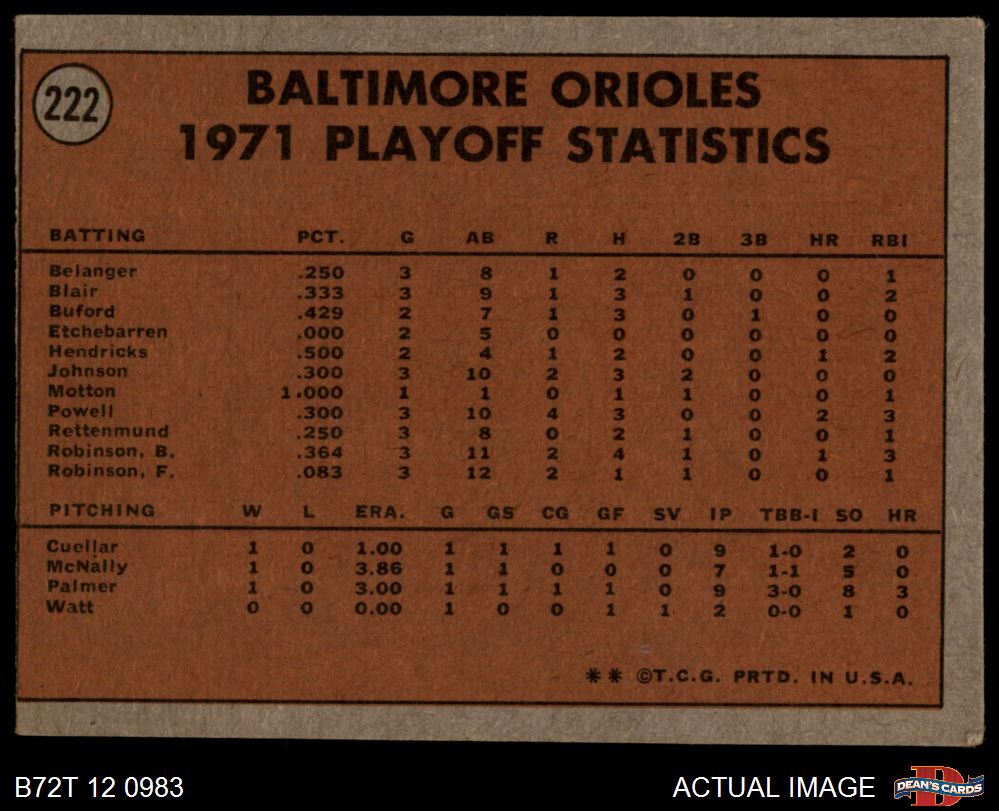 222
BALTIMORE ORIOLES
1971 PLAYOFF STATISTICS
BATTING PCT. G AB R H 2B 3B HR RBI
Belanger .250 3 8 1 2 0 0 0 1
Blair .333 3 9 1 3 1 0 0 2
Buford .429 2 7 1 3 0 1 0 0
Etchebarren .000 2 5 0 0 0 0 0 0
Hendricks .500 2 4 1 2 0 0 1 2
Johnson .300 3 10 2 3 2 0 0 0
Motton 1.000 1 1 0 1 1 0 0 1
Powell .300 3 10 4 3 0 0 2 3
Rettenmund .250 3 8 0 2 1 0 0 1
Robinson, B. .364 3 11 2 4 1 0 1 3
Robinson, F. .083 3 12 2 1 1 0 0 1
PITCHING W L ERA. G GS CG GF SV IP TBB-I SO HR
Cuellar 1 0 1.00 1 1 1 1 0 9 1-0 2 0
McNally 1 0 3.86 1 1 0 0 0 7 1-1 5 0
Palmer 1 0 3.00 1 1 1 1 0 9 3-0 8 3
Watt 0 0 0.00 1 0 0 1 1 2 0-0 1 0
** ©T.C.G. PRTD. IN U.S.A.
B72T 12 0983 ACTUAL IMAGE DEAN'S CARDS